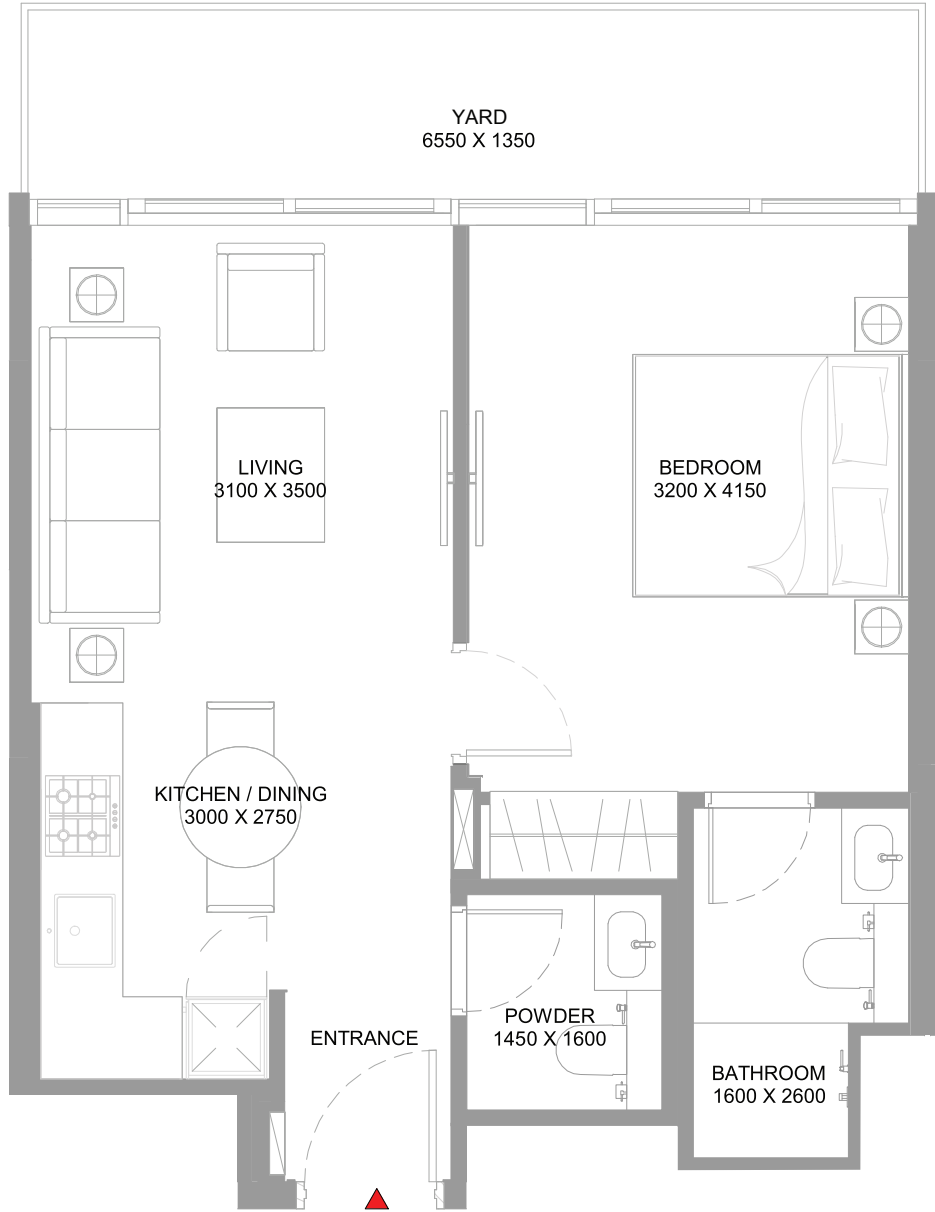 YARD
6550 X 1350
LIVING
3100 X 3500
BEDROOM
3200 X 4150
KITCHEN / DINING
3000 X 2750
POWDER
1450 X 1600
ENTRANCE
BATHROOM
1600 X 2600